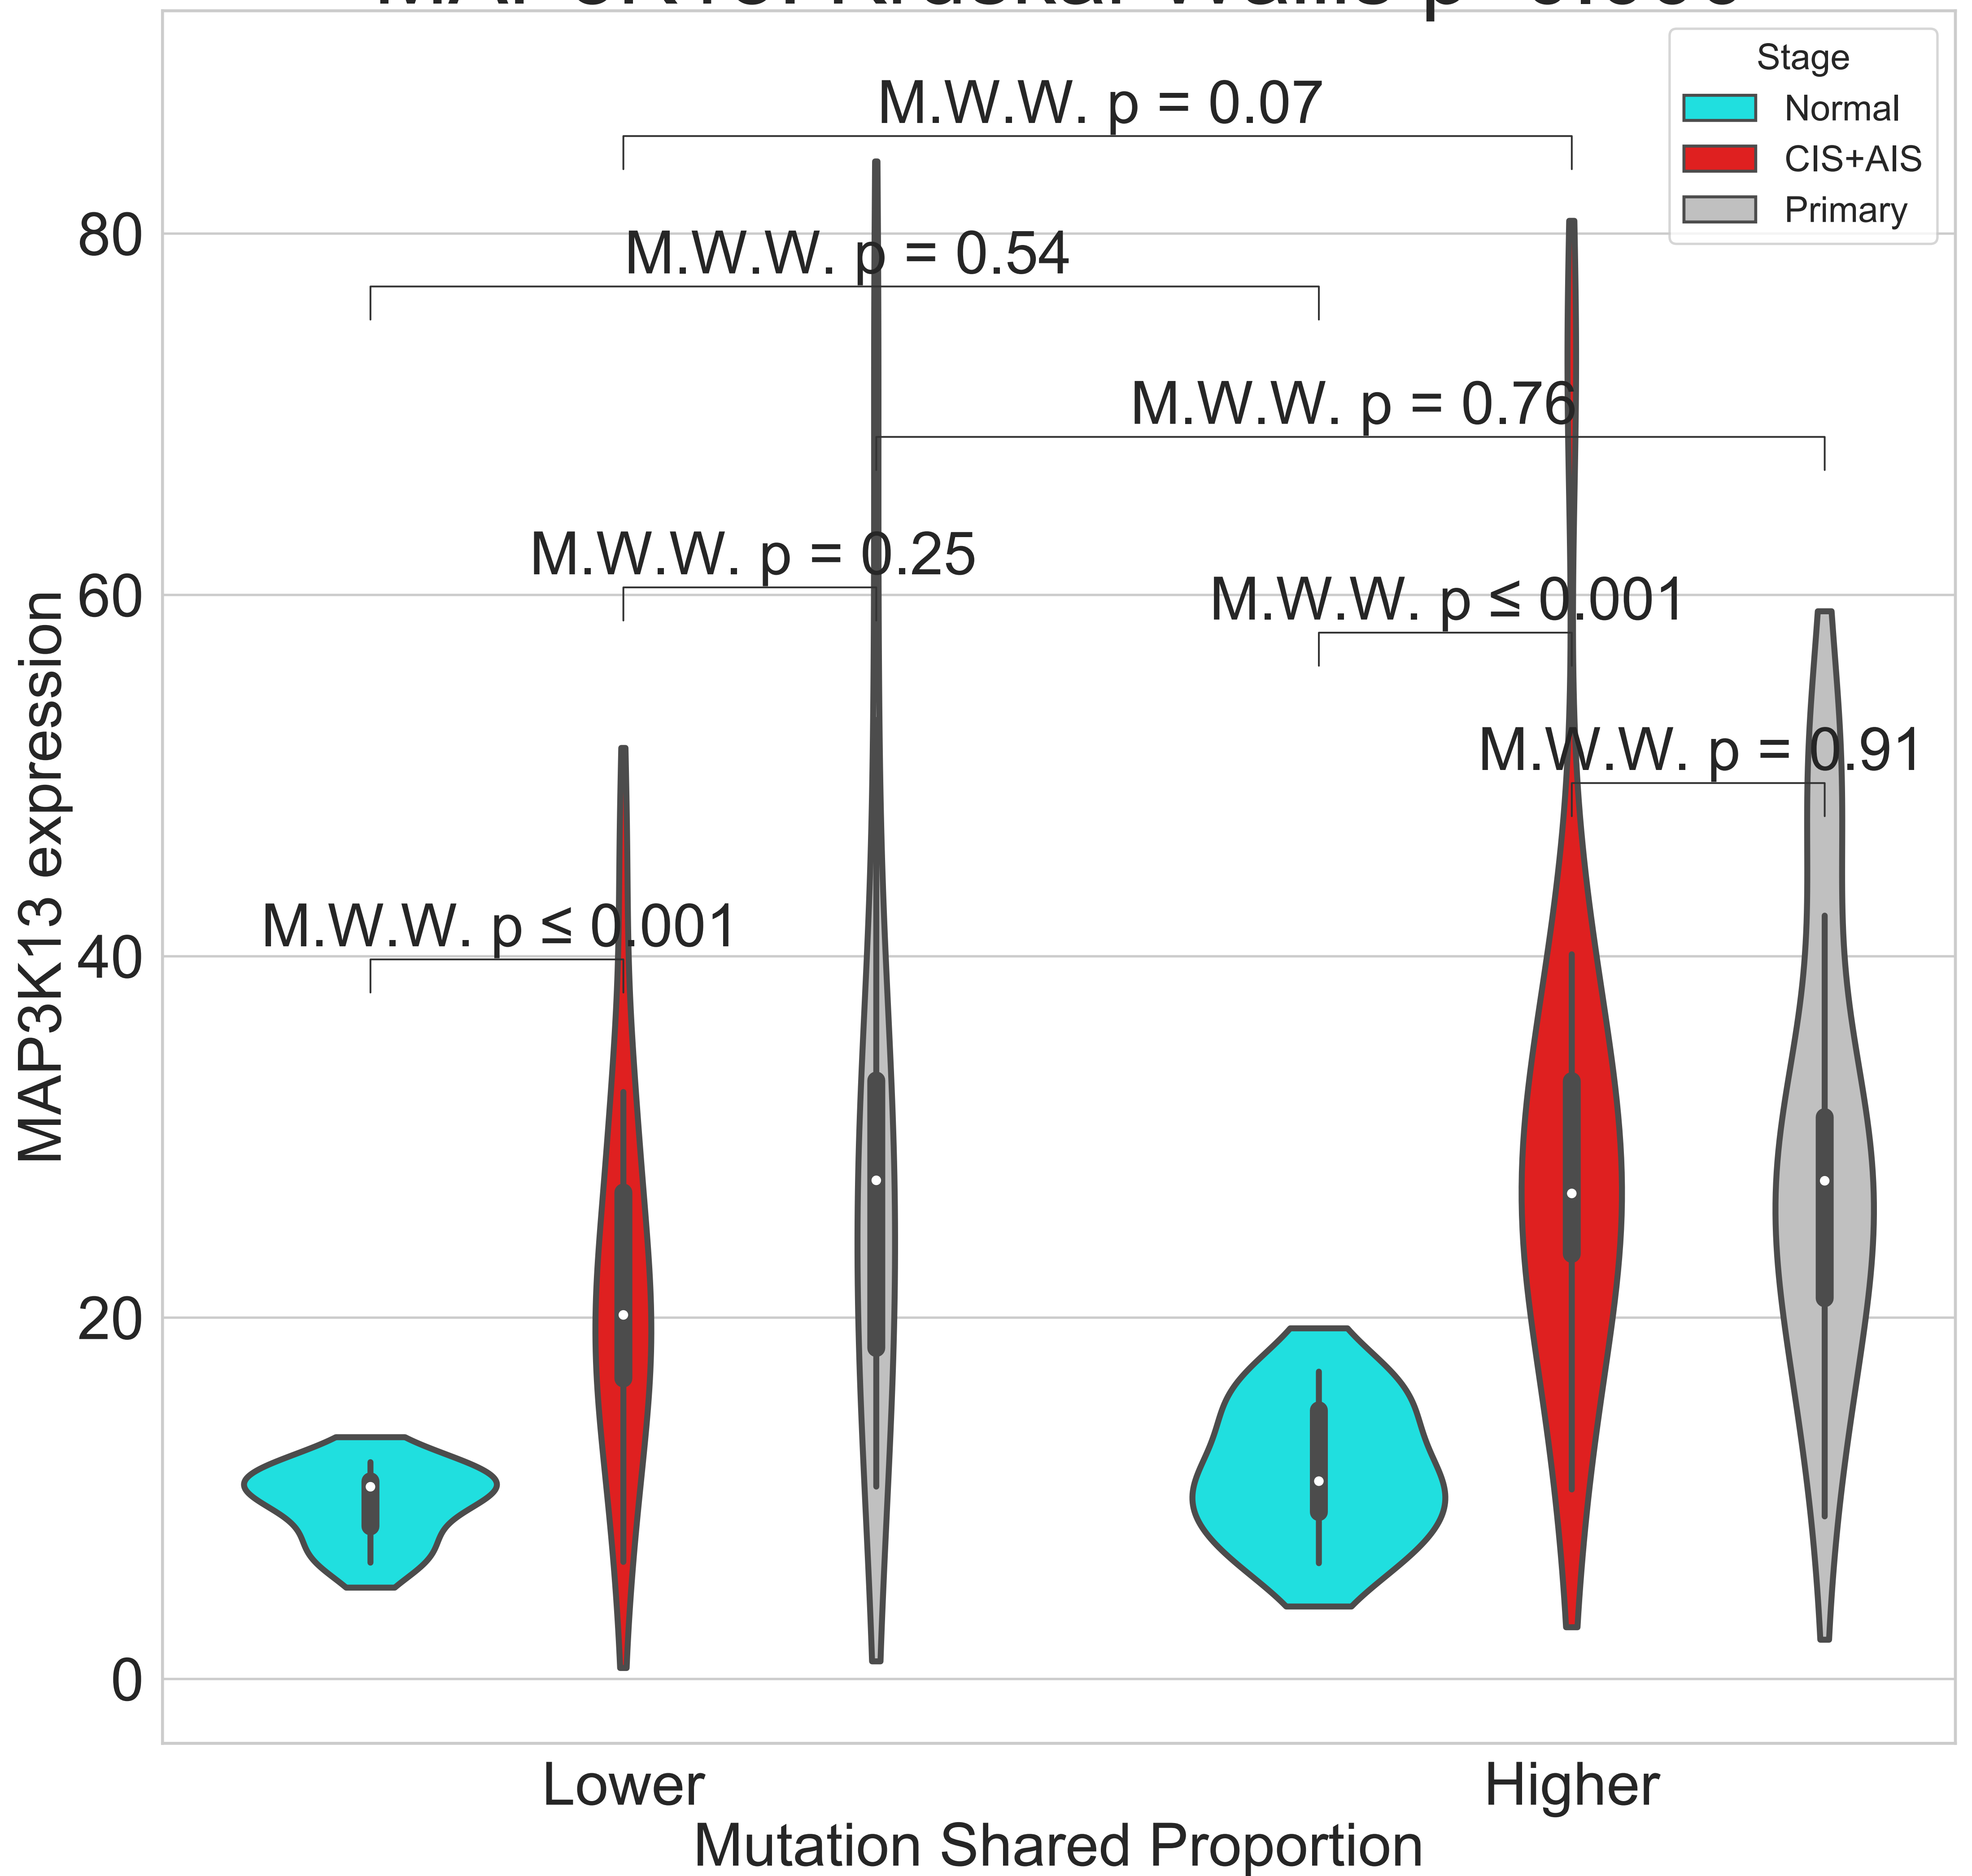 Stage
Normal
CIS+AIS
Primary
M.W.W. p = 0.07
M.W.W. p = 0.54
M.W.W. p = 0.76
M.W.W. p = 0.25
M.W.W. p ≤ 0.001
M.W.W. p = 0.91
M.W.W. p ≤ 0.001
MAP3K13 expression
80
60
40
20
0
Lower
Higher
Mutation Shared Proportion